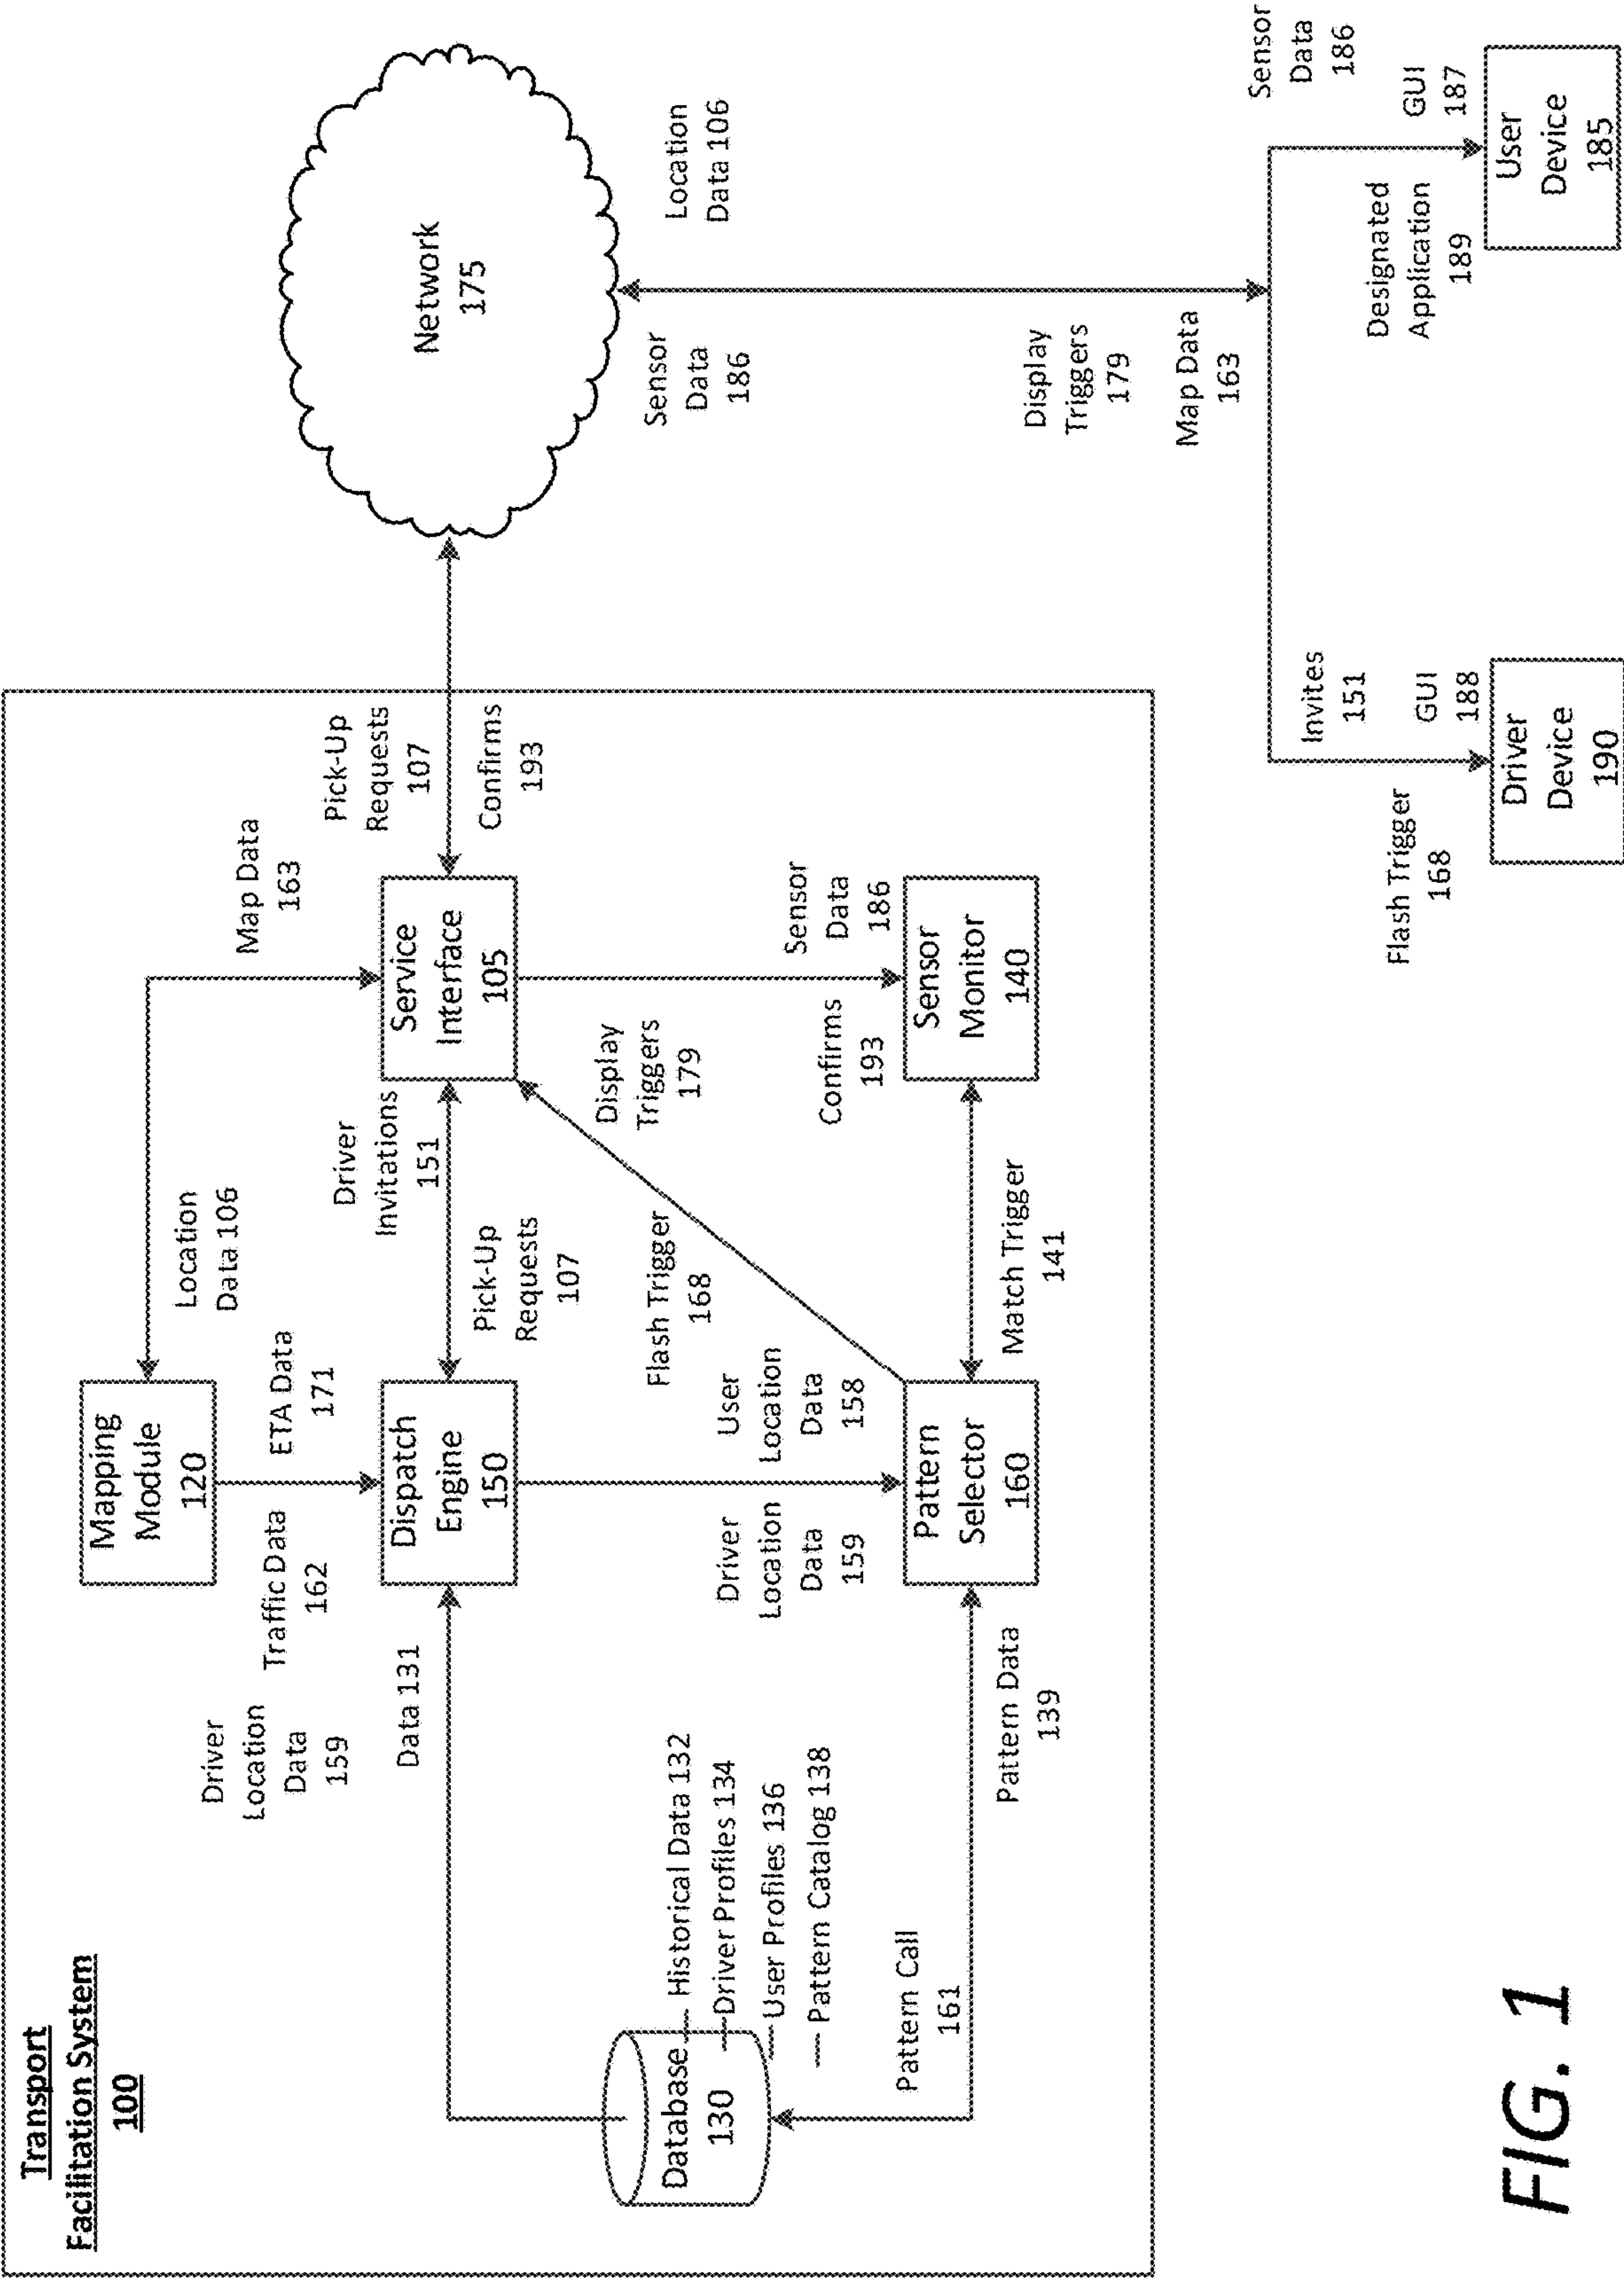 Transport
Facilitation System
100
Mapping
Module
120
Location
Data 106
Map Data
163
Driver
Location
Data
159
Traffic Data
162
ETA Data
171
Data 131
Dispatch
Engine
150
Driver
Invitations
151
Pick-Up
Requests
107
Service
Interface
105
Pick-Up
Requests
107
Confirms
193
Network
175
Database
130
Historical Data 132
Driver Profiles 134
User Profiles 136
Pattern Catalog 138
Driver
Location
Data
159
User
Location
Data
158
Flash Trigger
168
Display
Triggers
179
Confirms
193
Sensor
Data
186
Sensor
Data
186
Location
Data 106
Pattern Call
161
Pattern Data
139
Pattern
Selector
160
Match Trigger
141
Sensor
Monitor
140
Display
Triggers
179
Map Data
163
Flash Trigger
168
Invites
151
GUI
188
Driver
Device
190
Designated
Application
189
Sensor
Data
186
GUI
187
User
Device
185
FIG. 1